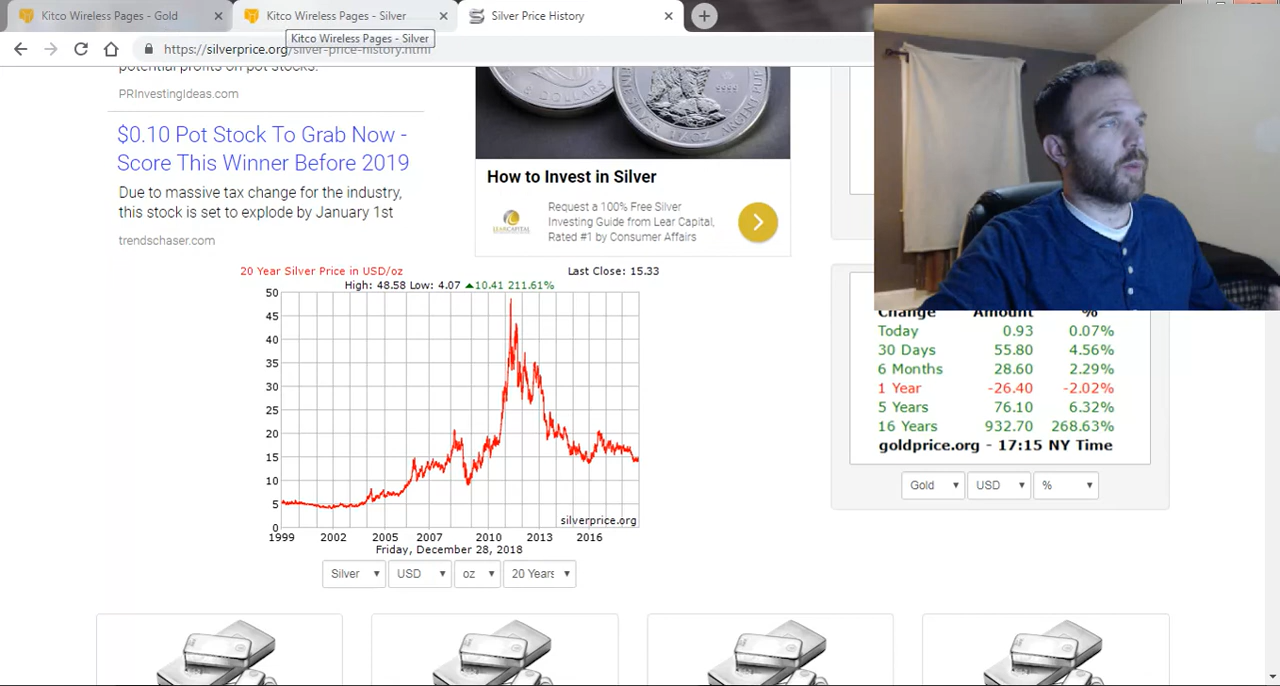 Kitco Wireless Pages - Gold
Kitco Wireless Pages - Silver
Silver Price History
Kitco Wireless Pages - Silver
https://silverprice.org/silver-price-history.html
potential profits on pot stocks.
PRInvestingIdeas.com
$0.10 Pot Stock To Grab Now -
Score This Winner Before 2019
Due to massive tax change for the industry,
this stock is set to explode by January 1st
trendschaser.com
How to Invest in Silver
LEAR CAPITAL
Request a 100% Free Silver
Investing Guide from Lear Capital,
Rated #1 by Consumer Affairs
20 Year Silver Price in USD/oz
Last Close: 15.33
High: 48.58 Low: 4.07 ▲10.41 211.61%
50
45
40
35
30
25
20
15
10
5
0
silverprice.org
1999 2002 2005 2007 2010 2013 2016
Friday, December 28, 2018
Silver USD oz 20 Years
Change Amount %
Today 0.93 0.07%
30 Days 55.80 4.56%
6 Months 28.60 2.29%
1 Year -26.40 -2.02%
5 Years 76.10 6.32%
16 Years 932.70 268.63%
goldprice.org - 17:15 NY Time
Gold USD %